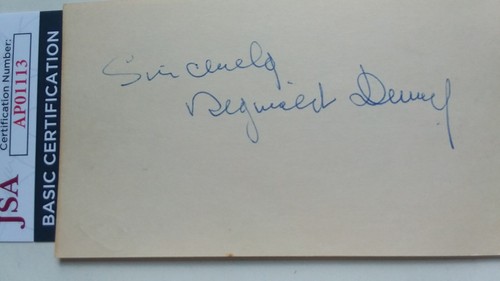 Certification Number:
AP01113
JSA
BASIC CERTIFICATION
Sincerely
Reginald Denny